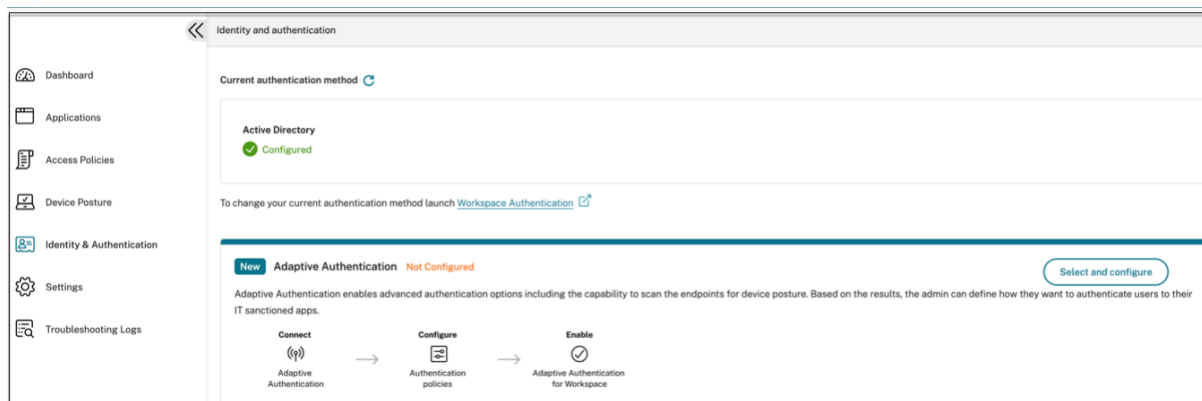 Identity and authentication
Dashboard
Applications
Access Policies
Device Posture
Identity & Authentication
Settings
Troubleshooting Logs
Current authentication method
Active Directory
Configured
To change your current authentication method launch Workspace Authentication
New Adaptive Authentication Not Configured
Select and configure
Adaptive Authentication enables advanced authentication options including the capability to scan the endpoints for device posture. Based on the results, the admin can define how they want to authenticate users to their
IT sanctioned apps.
Connect
Adaptive
Authentication
Configure
Authentication
policies
Enable
Adaptive Authentication
for Workspace